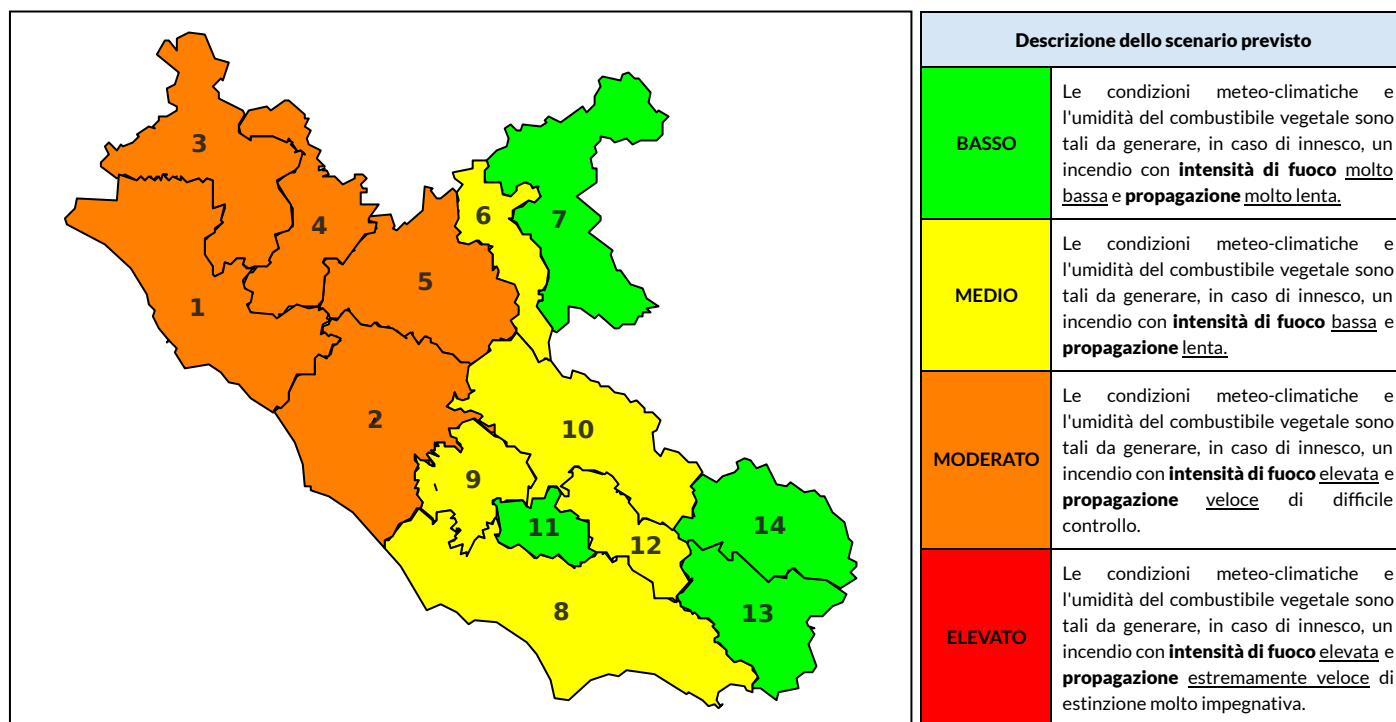 3
4
6
7
5
1
2
10
9
11
12
14
8
13
Descrizione dello scenario previsto
BASSO
Le condizioni meteo-climatiche e
l'umidità del combustibile vegetale sono
tali da generare, in caso di innesco, un
incendio con intensità di fuoco molto
bassa e propagazione molto lenta.
MEDIO
Le condizioni meteo-climatiche e
l'umidità del combustibile vegetale sono
tali da generare, in caso di innesco, un
incendio con intensità di fuoco bassa e
propagazione lenta.
MODERATO
Le condizioni meteo-climatiche e
l'umidità del combustibile vegetale sono
tali da generare, in caso di innesco, un
incendio con intensità di fuoco elevata e
propagazione veloce di difficile
controllo.
ELEVATO
Le condizioni meteo-climatiche e
l'umidità del combustibile vegetale sono
tali da generare, in caso di innesco, un
incendio con intensità di fuoco elevata e
propagazione estremamente veloce di
estinzione molto impegnativa.